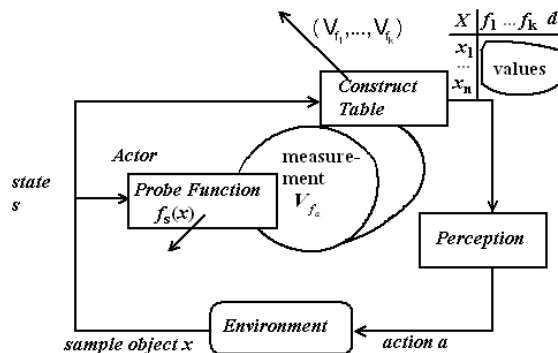 (V_{f_1},...,V_{f_k})
X f_1 ... f_k d
x_1
...
x_n
values
Construct
Table
Actor
measure-
ment
V_{f_a}
state
s
Probe Function
f_s(x)
Perception
Environment
sample object x
action a